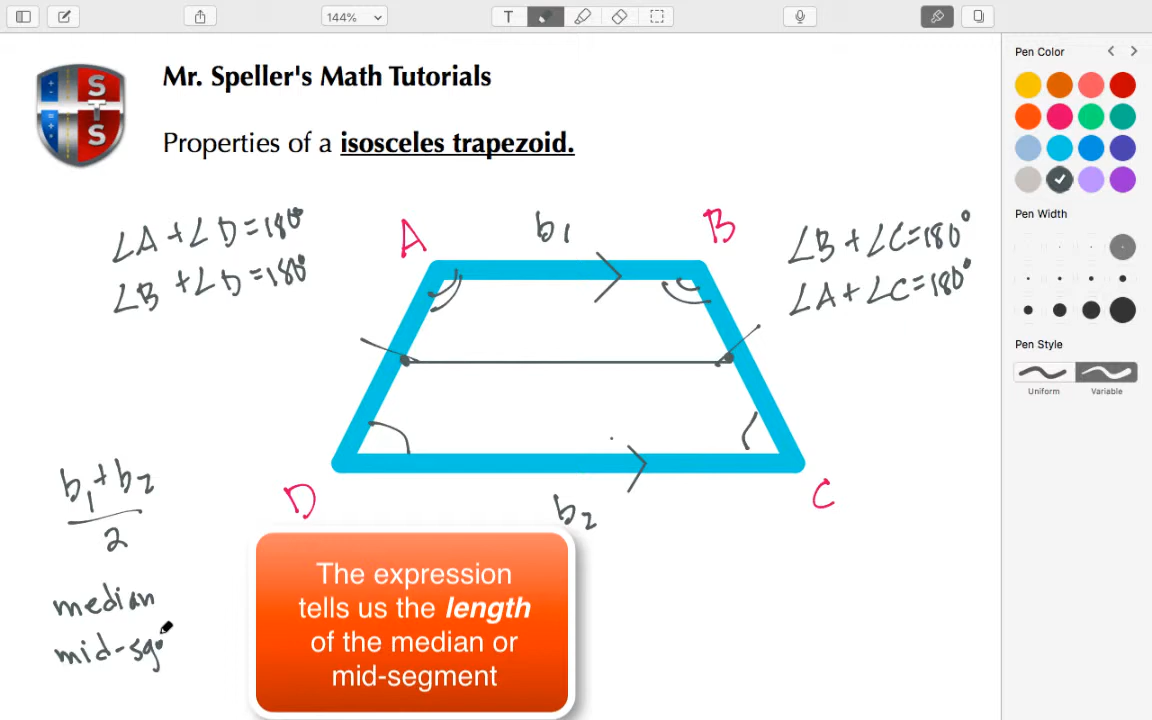 144%
T
Mr. Speller's Math Tutorials
STS
Properties of a isosceles trapezoid.
∠A + ∠D = 180°
∠B + ∠D = 180°
A
b1
B
∠B + ∠C = 180°
∠A + ∠C = 180°
D
b2
C
b1 + b2
2
median
mid-sg
The expression
tells us the length
of the median or
mid-segment
Pen Color
Pen Width
Pen Style
Uniform
Variable